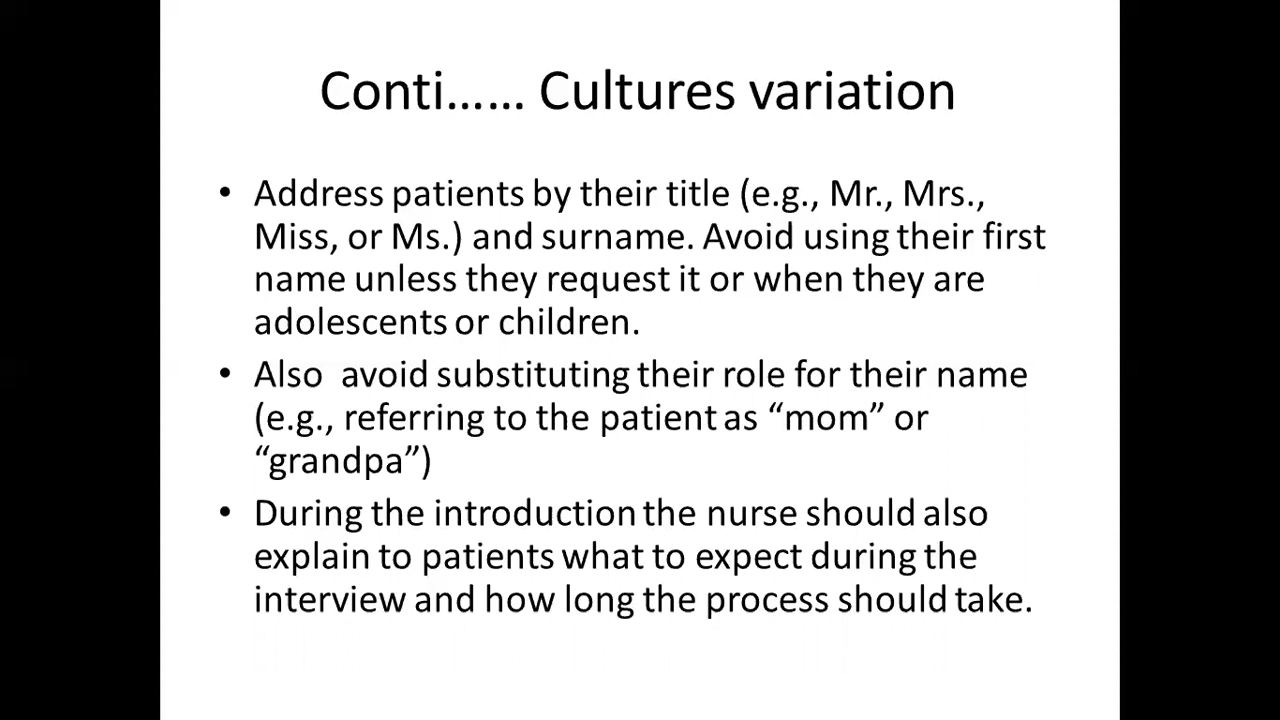 Conti…… Cultures variation
• Address patients by their title (e.g., Mr., Mrs.,
Miss, or Ms.) and surname. Avoid using their first
name unless they request it or when they are
adolescents or children.
• Also  avoid substituting their role for their name
(e.g., referring to the patient as “mom” or
“grandpa”)
• During the introduction the nurse should also
explain to patients what to expect during the
interview and how long the process should take.